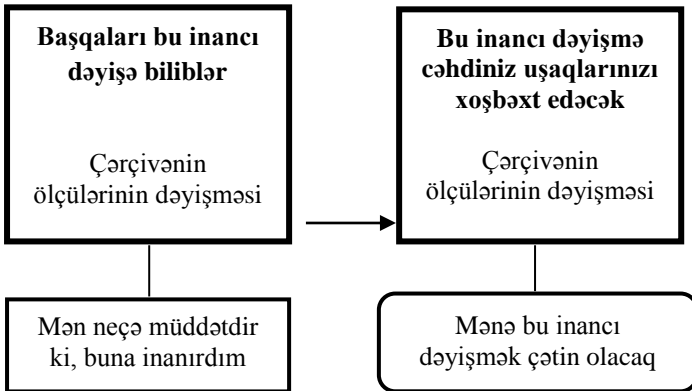 Başqaları bu inancı
dəyişə biliblər
Çərçivənin
ölçülərinin dəyişməsi
Mən neçə müddətdir
ki, buna inanırdım
Bu inancı dəyişmə
cəhdiniz uşaqlarınızı
xoşbəxt edəcək
Çərçivənin
ölçülərinin dəyişməsi
Mənə bu inancı
dəyişmək çətin olacaq